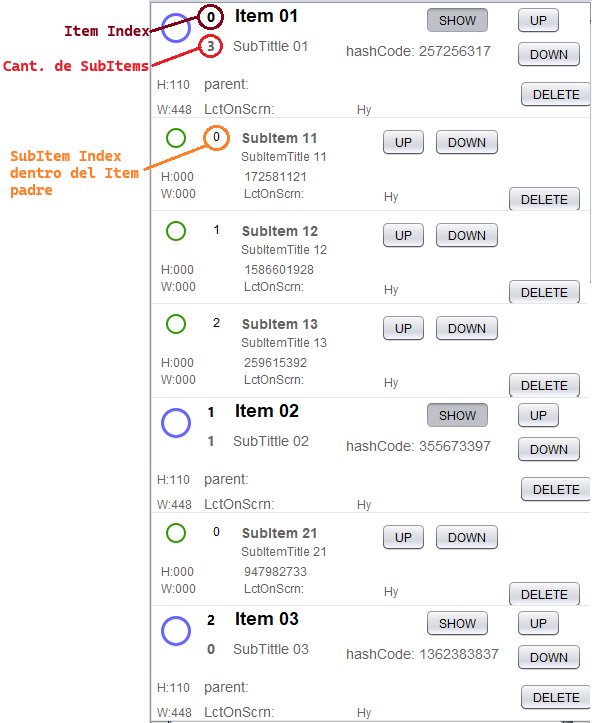 0 Item 01 SHOW UP
Item Index
3 SubTittle 01 hashCode: 257256317 DOWN
Cant. de SubItems
H:110 parent: DELETE
W:448 LctOnScrn: Hy
0 SubItem 11 UP DOWN
SubItem Index
dentro del Item
padre
SubItemTitle 11
H:000 172581121
W:000 LctOnScrn: Hy DELETE
1 SubItem 12 UP DOWN
SubItemTitle 12
H:000 1586601928
W:000 LctOnScrn: Hy DELETE
2 SubItem 13 UP DOWN
SubItemTitle 13
H:000 259615392
W:000 LctOnScrn: Hy DELETE
1 Item 02 SHOW UP
1 SubTittle 02 hashCode: 355673397 DOWN
H:110 parent: DELETE
W:448 LctOnScrn: Hy
0 SubItem 21 UP DOWN
SubItemTitle 21
H:000 947982733
W:000 LctOnScrn: Hy DELETE
2 Item 03 SHOW UP
0 SubTittle 03 hashCode: 1362383837 DOWN
H:110 parent: DELETE
W:448 LctOnScrn: Hy